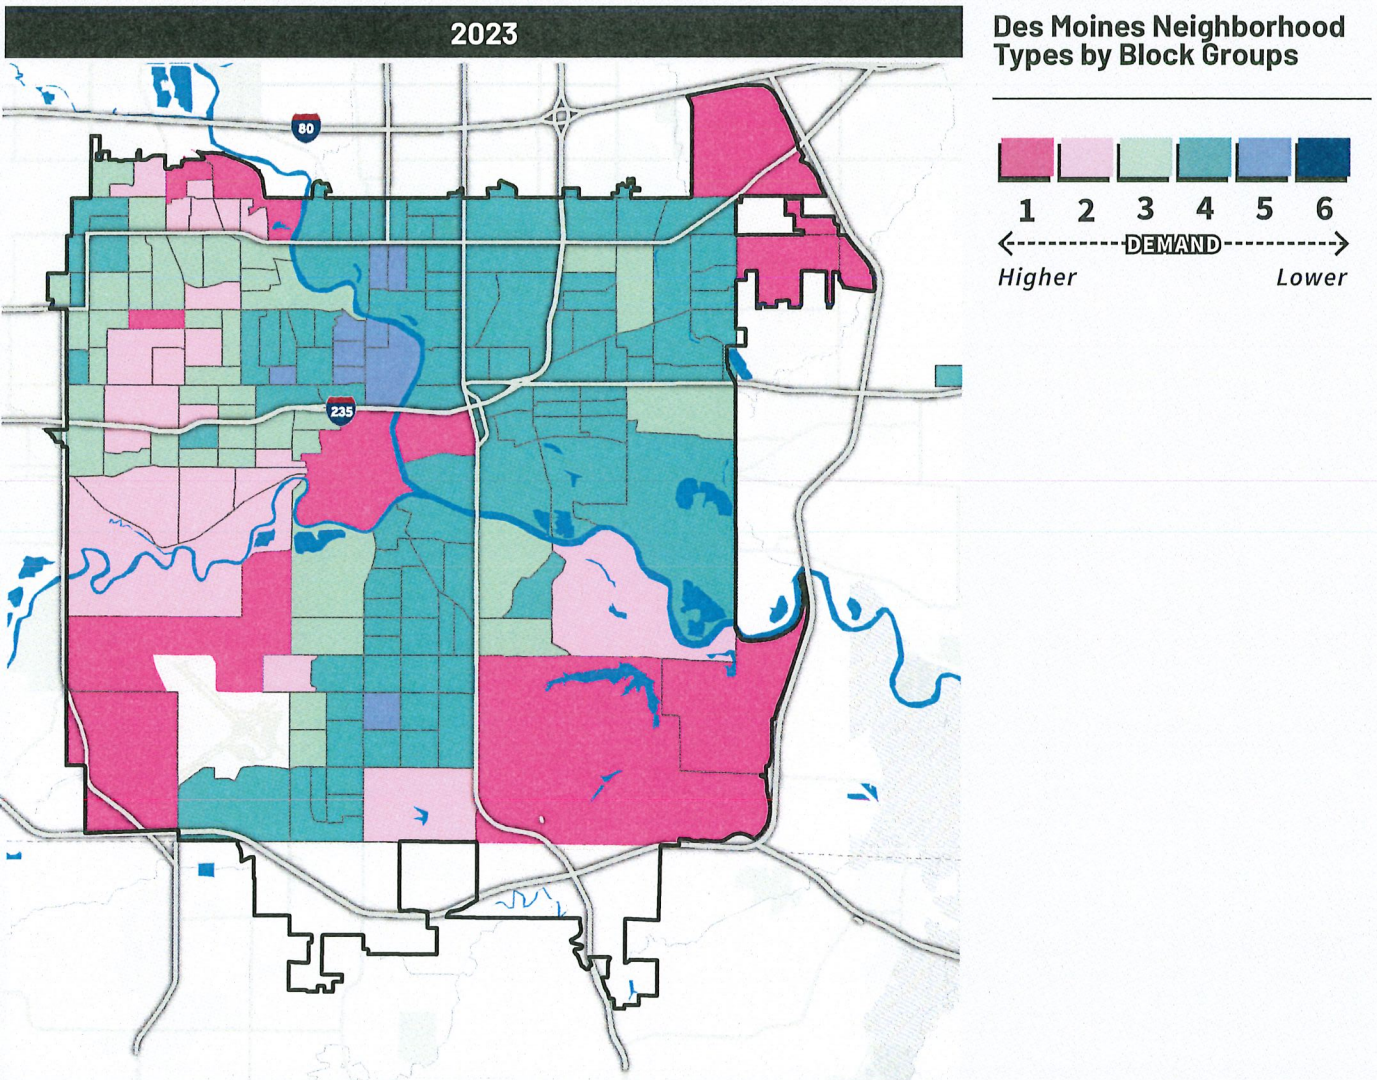 2023
Des Moines Neighborhood
Types by Block Groups
1 2 3 4 5 6
DEMAND
Higher Lower
80
235